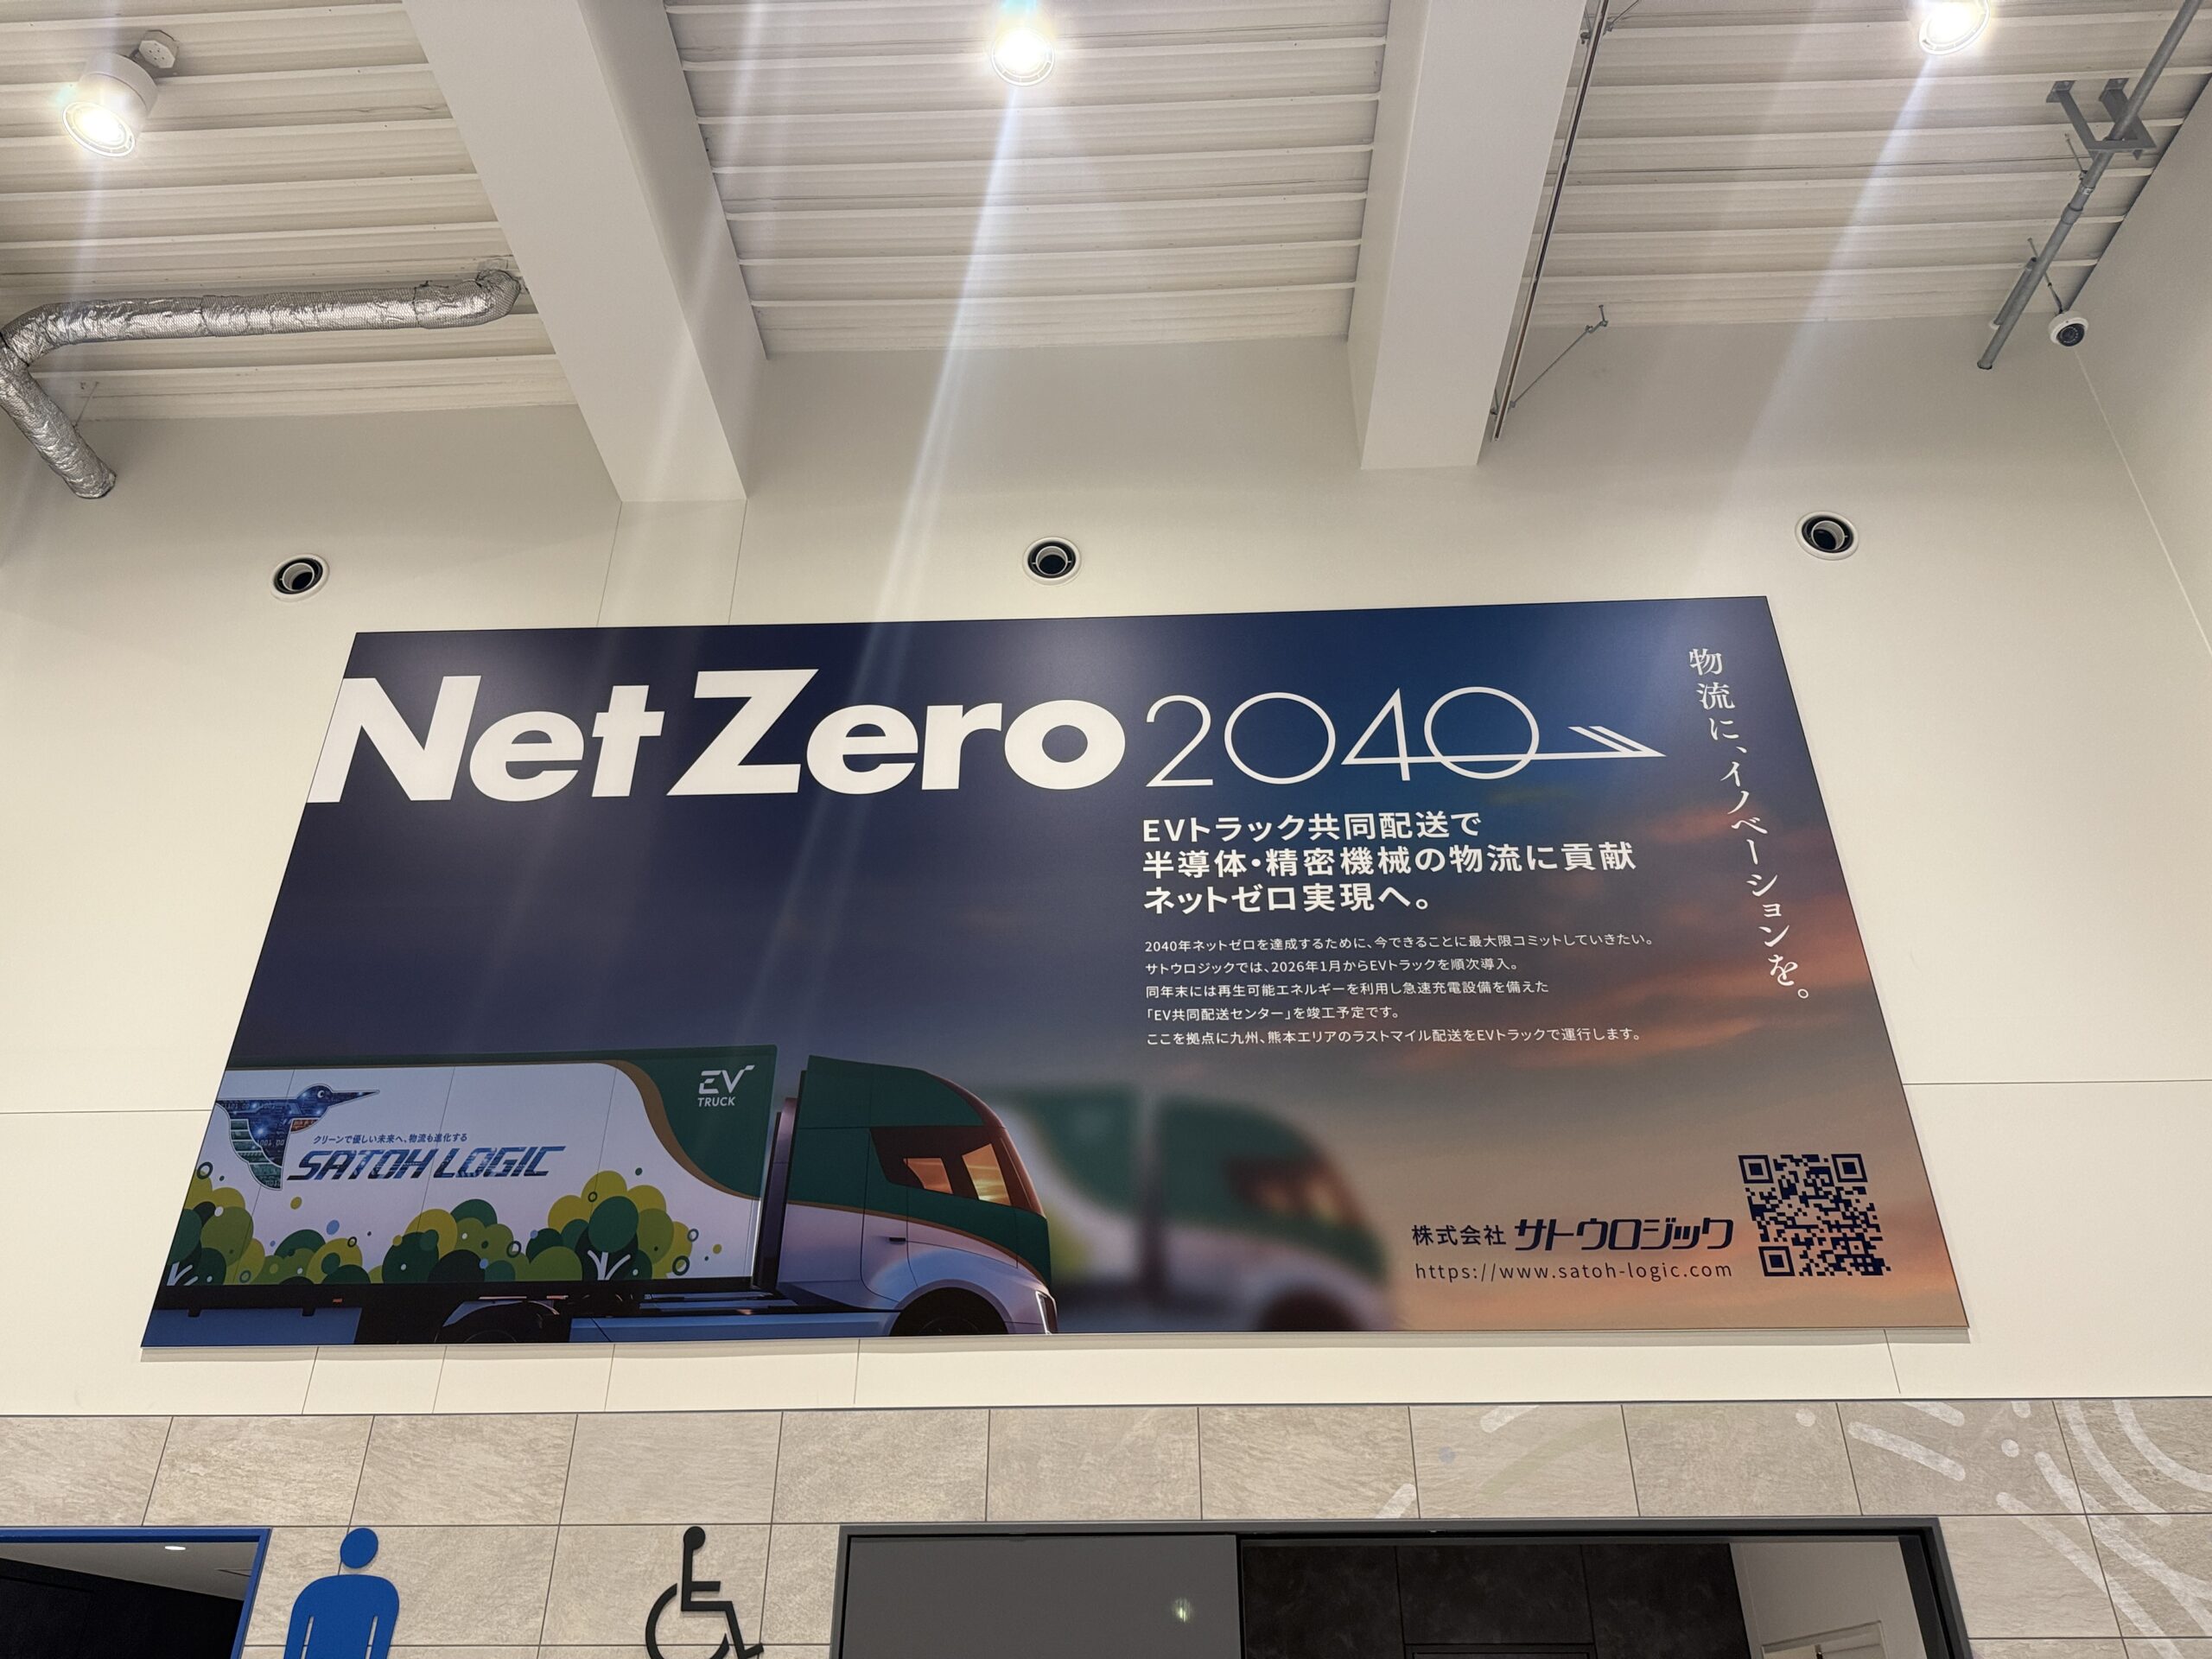 Net Zero 2040
物流に、イノベーションを。
EVトラック共同配送で
半導体・精密機械の物流に貢献
ネットゼロ実現へ。
2040年ネットゼロを達成するために、今できることに最大限コミットしていきたい。
サトウロジックでは、2026年1月からEVトラックを順次導入。
同年末には再生可能エネルギーを利用し急速充電設備を備えた
「EV共同配送センター」を竣工予定です。
ここを拠点に九州、熊本エリアのラストマイル配送をEVトラックで運行します。
EV
TRUCK
クリーンで優しい未来へ、物流も進化する
SATOH LOGIC
株式会社 サトウロジック
https://www.satoh-logic.com